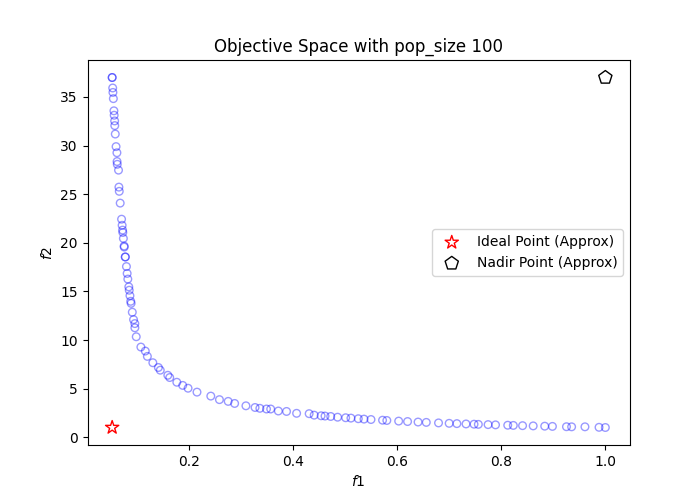 Objective Space with pop_size 100
35
30
25
20
15
10
5
0
f2
Ideal Point (Approx)
Nadir Point (Approx)
0.2 0.4 0.6 0.8 1.0
f1